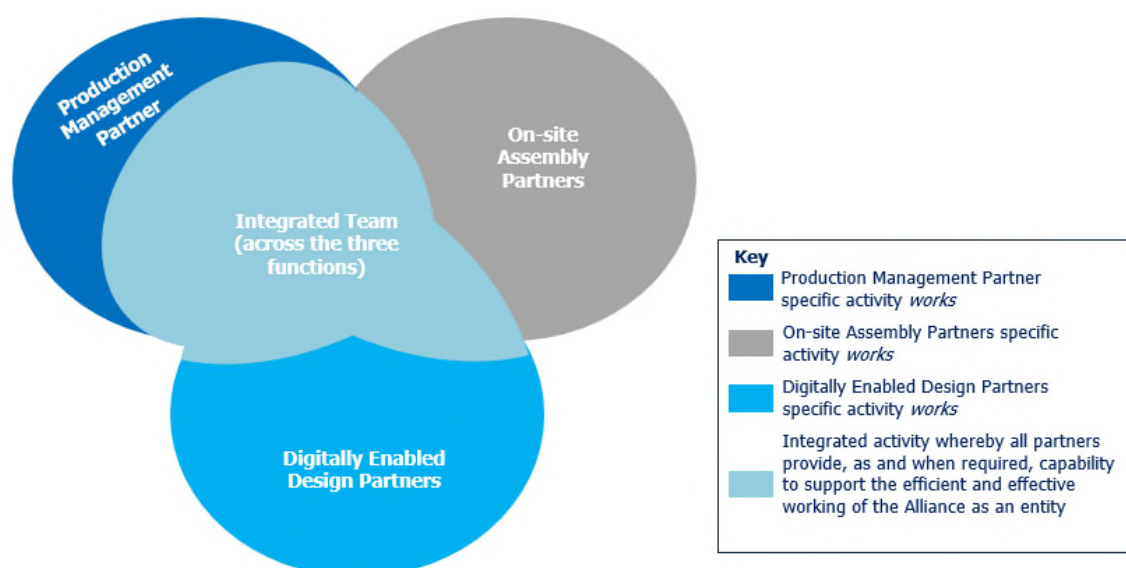 Production
Management
Partner
On-site
Assembly
Partners
Integrated Team
(across the three
functions)
Digitally Enabled
Design Partners
Key
Production Management Partner
specific activity works
On-site Assembly Partners specific
activity works
Digitally Enabled Design Partners
specific activity works
Integrated activity whereby all partners
provide, as and when required, capability
to support the efficient and effective
working of the Alliance as an entity